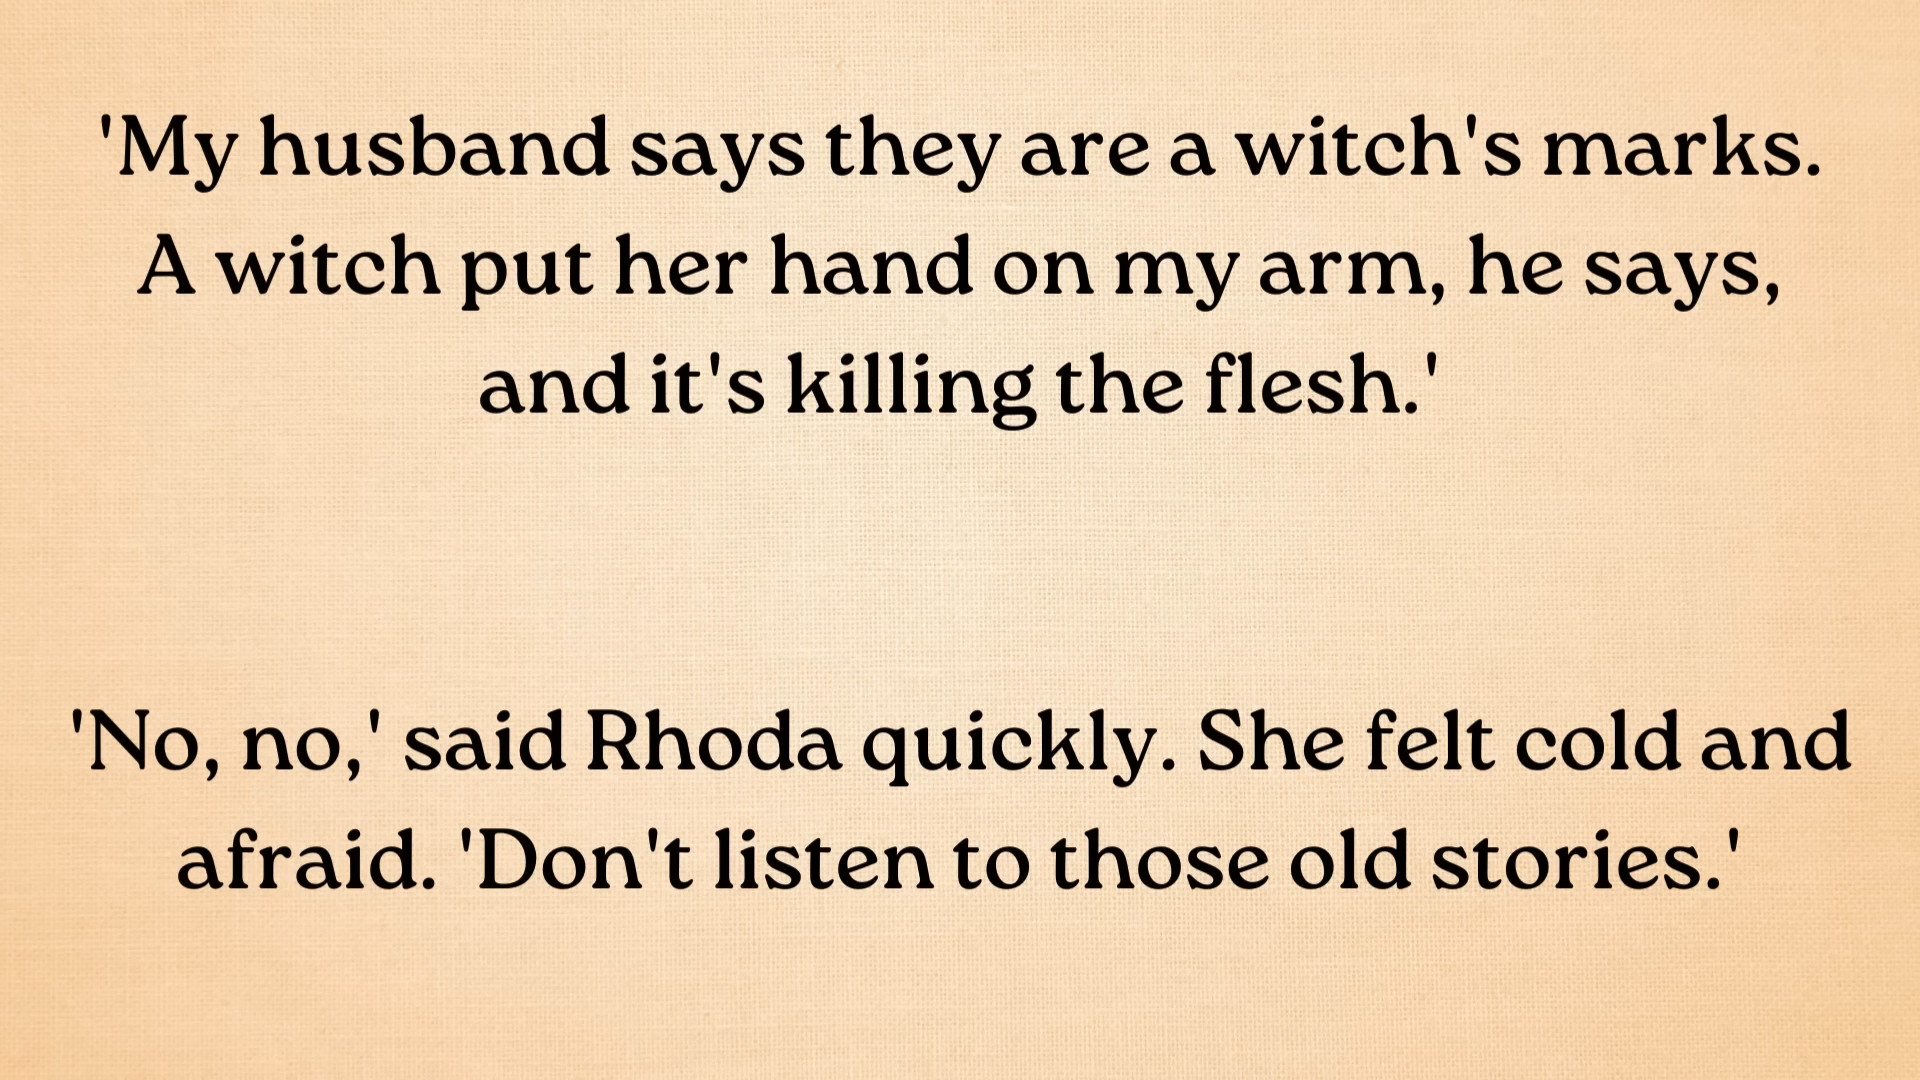 'My husband says they are a witch's marks.
A witch put her hand on my arm, he says,
and it's killing the flesh.'
'No, no,' said Rhoda quickly. She felt cold and
afraid. 'Don't listen to those old stories.'